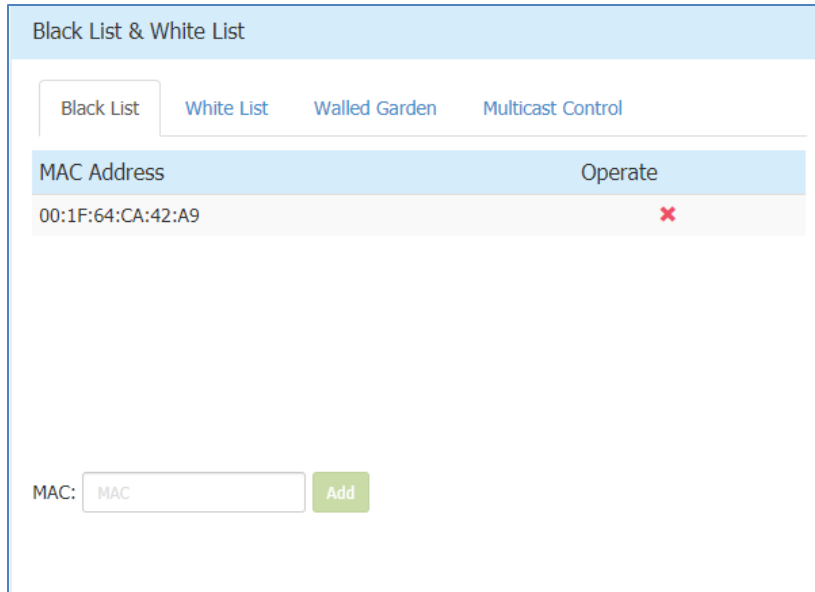 Black List & White List
Black List White List Walled Garden Multicast Control
MAC Address Operate
00:1F:64:CA:42:A9
MAC: MAC Add